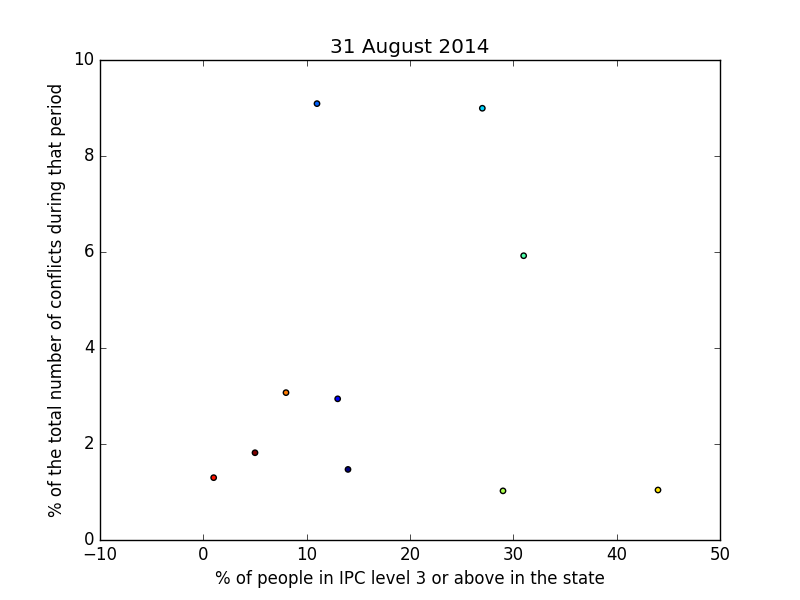 31 August 2014
% of the total number of conflicts during that period
10
8
6
4
2
0
−10 0 10 20 30 40 50
% of people in IPC level 3 or above in the state